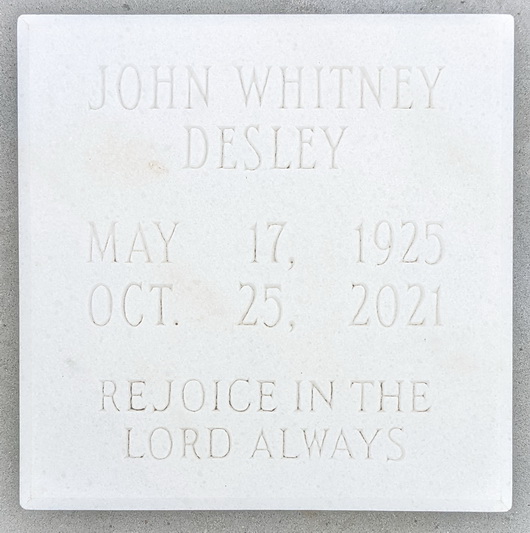 JOHN WHITNEY
DESLEY
MAY 17, 1925
OCT. 25, 2021
REJOICE IN THE
LORD ALWAYS